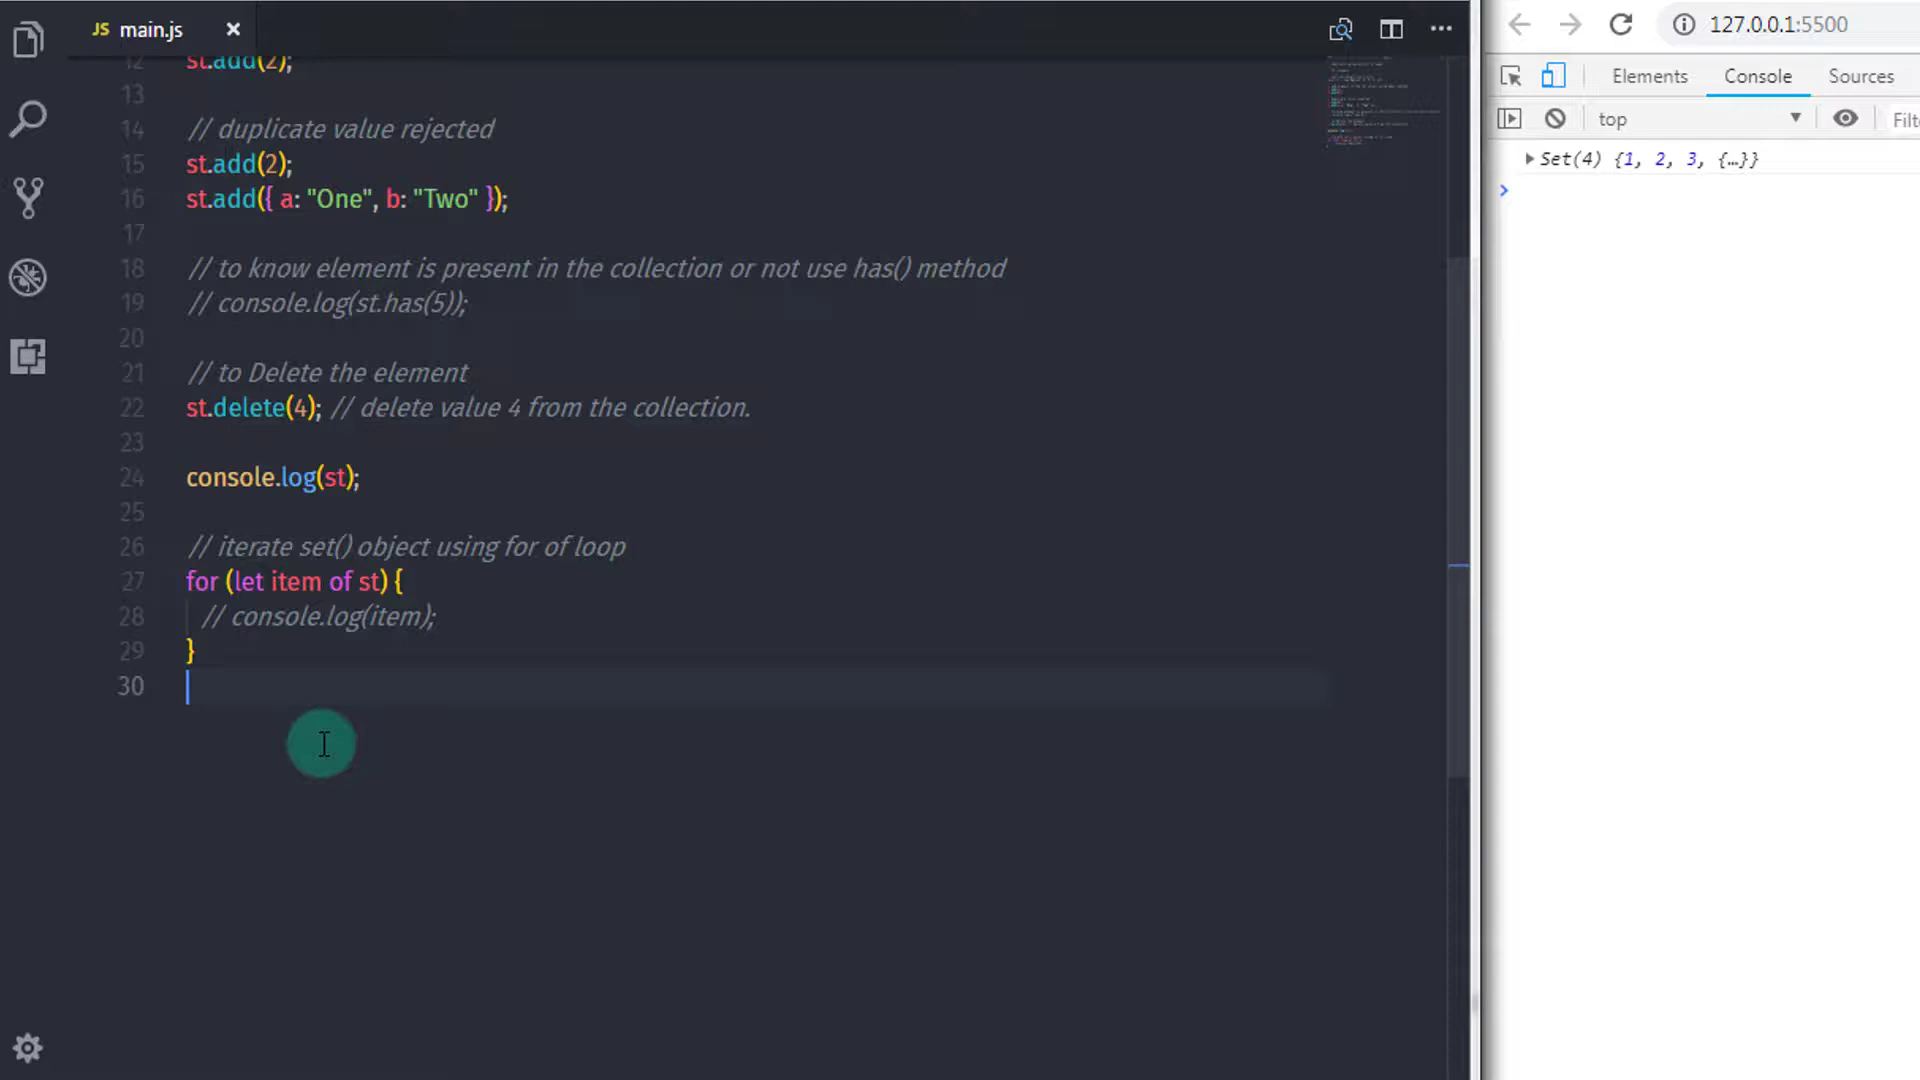 JS main.js
12 st.add(2);
13
14 // duplicate value rejected
15 st.add(2);
16 st.add({ a: "One", b: "Two" });
17
18 // to know element is present in the collection or not use has() method
19 // console.log(st.has(5));
20
21 // to Delete the element
22 st.delete(4); // delete value 4 from the collection.
23
24 console.log(st);
25
26 // iterate set() object using for of loop
27 for (let item of st) {
28 // console.log(item);
29 }
30
127.0.0.1:5500
Elements Console Sources
top Filt
Set(4) {1, 2, 3, {…}}